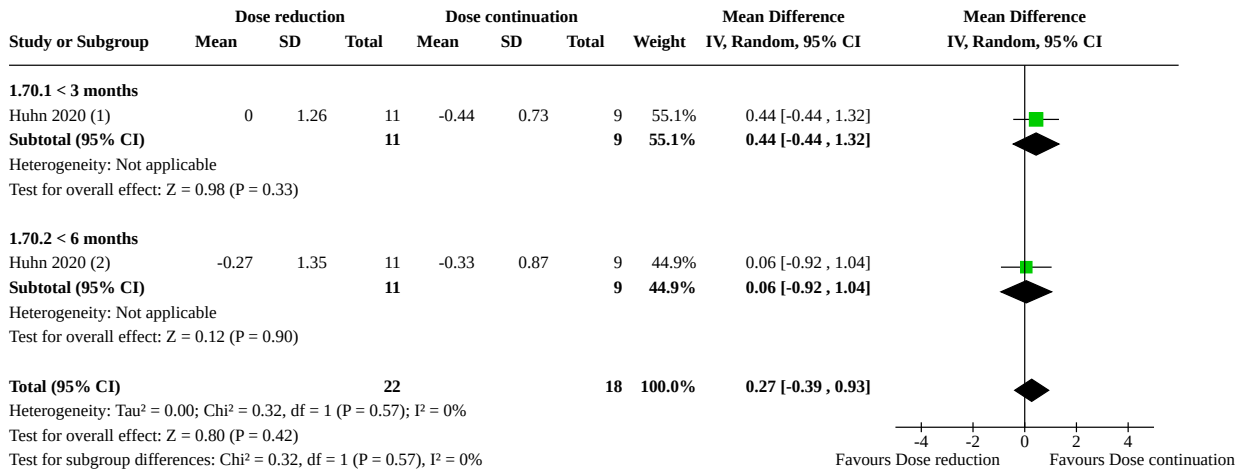 Dose reduction Dose continuation Mean Difference Mean Difference
Study or Subgroup Mean SD Total Mean SD Total Weight IV, Random, 95% CI IV, Random, 95% CI
1.70.1 < 3 months
Huhn 2020 (1) 0 1.26 11 -0.44 0.73 9 55.1% 0.44 [-0.44 , 1.32]
Subtotal (95% CI) 11 9 55.1% 0.44 [-0.44 , 1.32]
Heterogeneity: Not applicable
Test for overall effect: Z = 0.98 (P = 0.33)
1.70.2 < 6 months
Huhn 2020 (2) -0.27 1.35 11 -0.33 0.87 9 44.9% 0.06 [-0.92 , 1.04]
Subtotal (95% CI) 11 9 44.9% 0.06 [-0.92 , 1.04]
Heterogeneity: Not applicable
Test for overall effect: Z = 0.12 (P = 0.90)
Total (95% CI) 22 18 100.0% 0.27 [-0.39 , 0.93]
Heterogeneity: Tau² = 0.00; Chi² = 0.32, df = 1 (P = 0.57); I² = 0%
Test for overall effect: Z = 0.80 (P = 0.42)
-4 -2 0 2 4
Test for subgroup differences: Chi² = 0.32, df = 1 (P = 0.57), I² = 0% Favours Dose reduction Favours Dose continuation